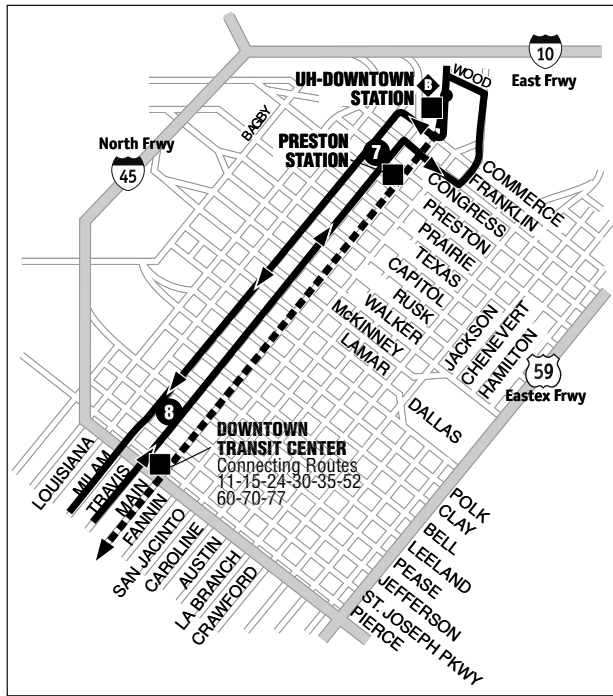 10
East Frwy
WOOD
B
UH-DOWNTOWN
STATION
BAGBY
North Frwy
45
PRESTON
STATION
7
COMMERCE
FRANKLIN
CONGRESS
PRESTON
PRAIRIE
TEXAS
CAPITOL
RUSK
WALKER
McKINNEY
LAMAR
JACKSON
CHENEVERT
HAMILTON
59
Eastex Frwy
DALLAS
8
DOWNTOWN
TRANSIT CENTER
Connecting Routes
11-15-24-30-35-52
60-70-77
LOUISIANA
MILAM
TRAVIS
MAIN
FANNIN
SAN JACINTO
CAROLINE
AUSTIN
LA BRANCH
CRAWFORD
POLK
CLAY
BELL
LEELAND
PEASE
JEFFERSON
ST. JOSEPH PKWY
PIERCE